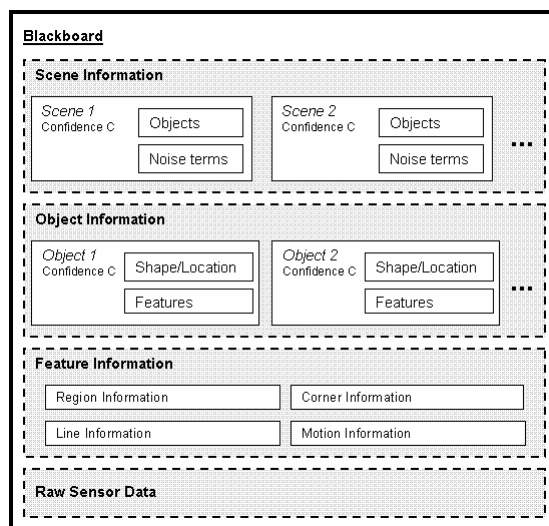 Blackboard
Scene Information
Scene 1
Confidence C
Objects
Noise terms
Scene 2
Confidence C
Objects
Noise terms
...
Object Information
Object 1
Confidence C
Shape/Location
Features
Object 2
Confidence C
Shape/Location
Features
...
Feature Information
Region Information
Corner Information
Line Information
Motion Information
Raw Sensor Data